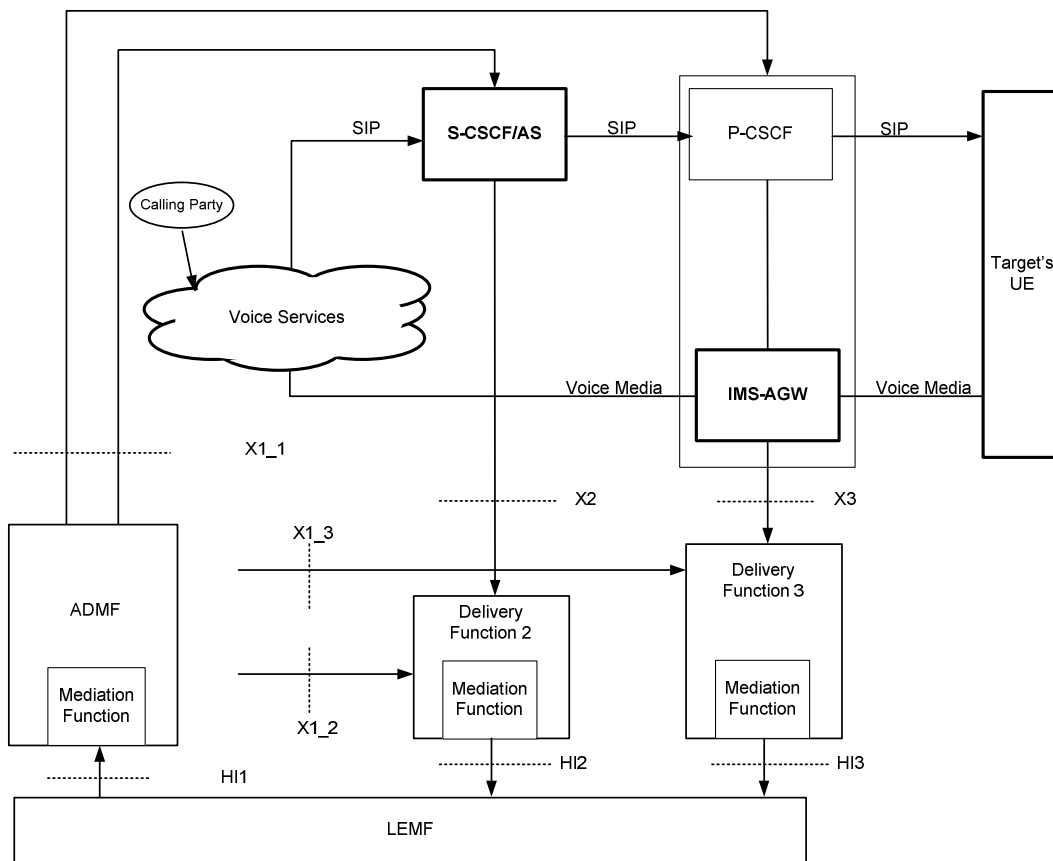 S-CSCF/AS
P-CSCF
SIP
SIP
SIP
Calling Party
Voice Services
Target's
UE
Voice Media
IMS-AGW
Voice Media
X1_1
X2
X3
X1_3
ADMF
Delivery
Function 2
Delivery
Function 3
Mediation
Function
Mediation
Function
Mediation
Function
X1_2
HI1
HI2
HI3
LEMF